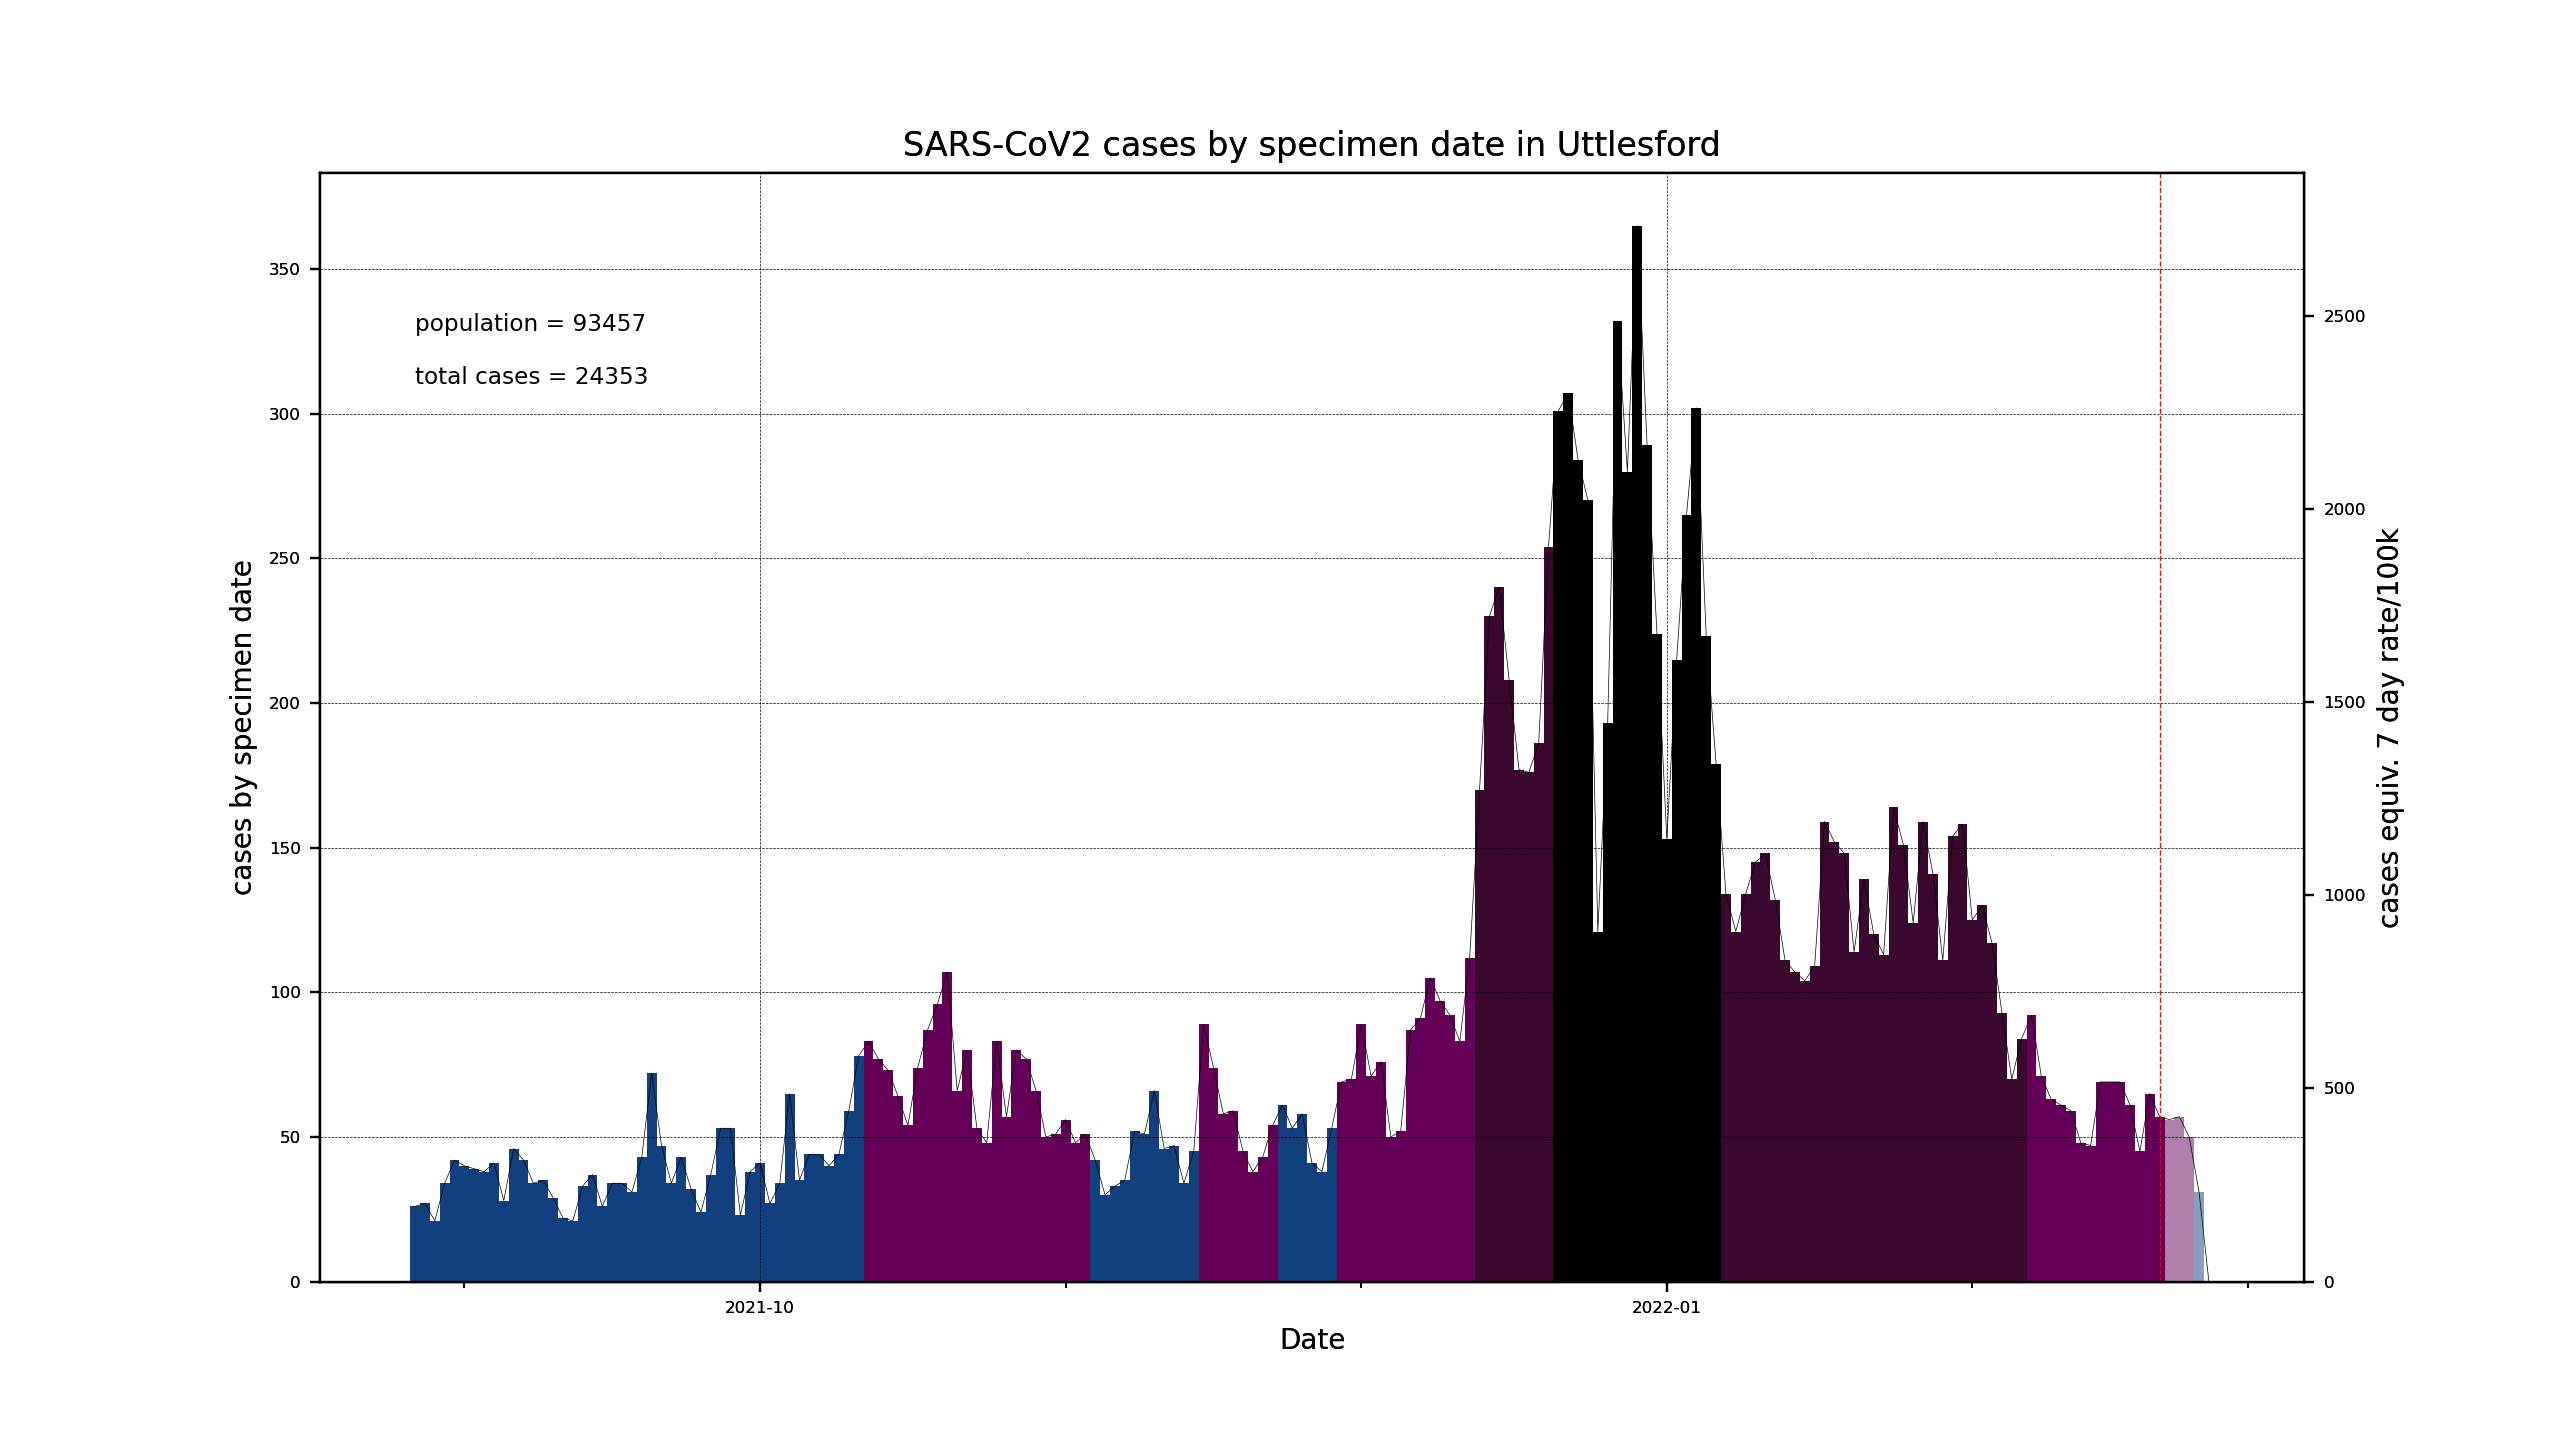 SARS-CoV2 cases by specimen date in Uttlesford
population = 93457
total cases = 24353
cases by specimen date
350
300
250
200
150
100
50
0
2500
2000
1500
1000
500
0
cases equiv. 7 day rate/100k
2021-10
2022-01
Date